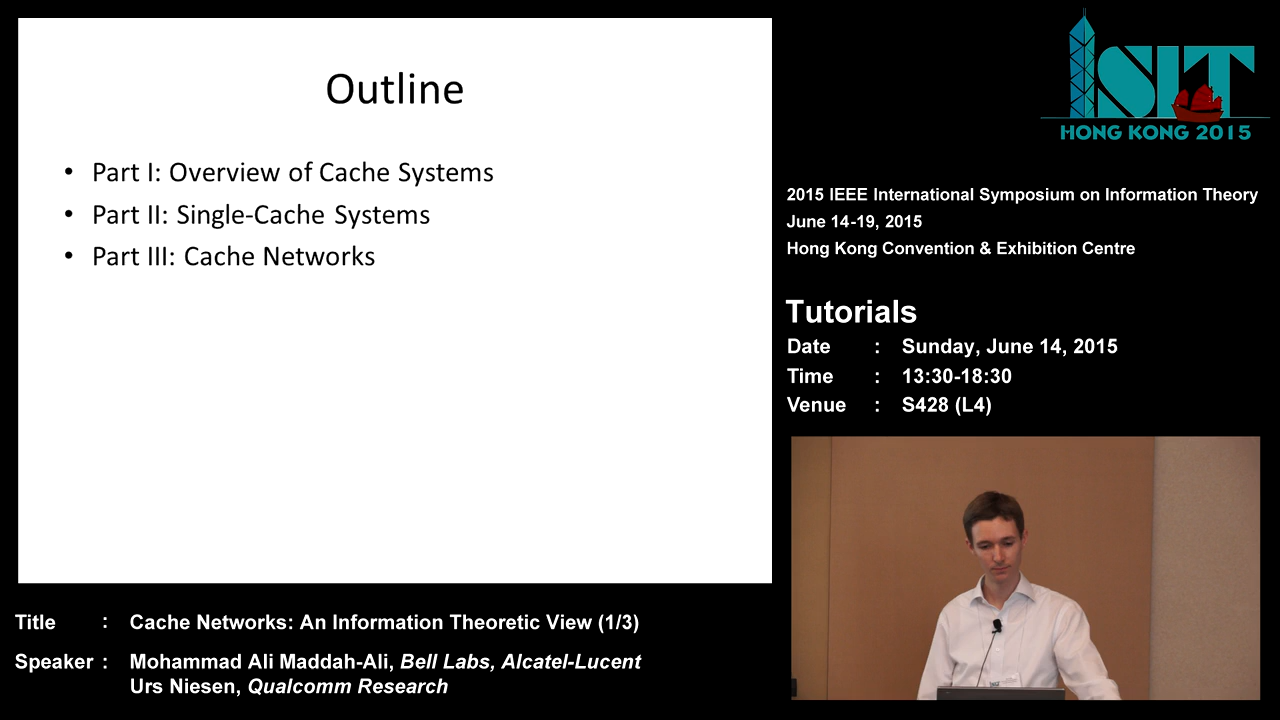 Outline
• Part I: Overview of Cache Systems
• Part II: Single-Cache Systems
• Part III: Cache Networks
ISIT
HONG KONG 2015
2015 IEEE International Symposium on Information Theory
June 14-19, 2015
Hong Kong Convention & Exhibition Centre
Tutorials
Date : Sunday, June 14, 2015
Time : 13:30-18:30
Venue : S428 (L4)
Title : Cache Networks: An Information Theoretic View (1/3)
Speaker : Mohammad Ali Maddah-Ali, Bell Labs, Alcatel-Lucent
Urs Niesen, Qualcomm Research